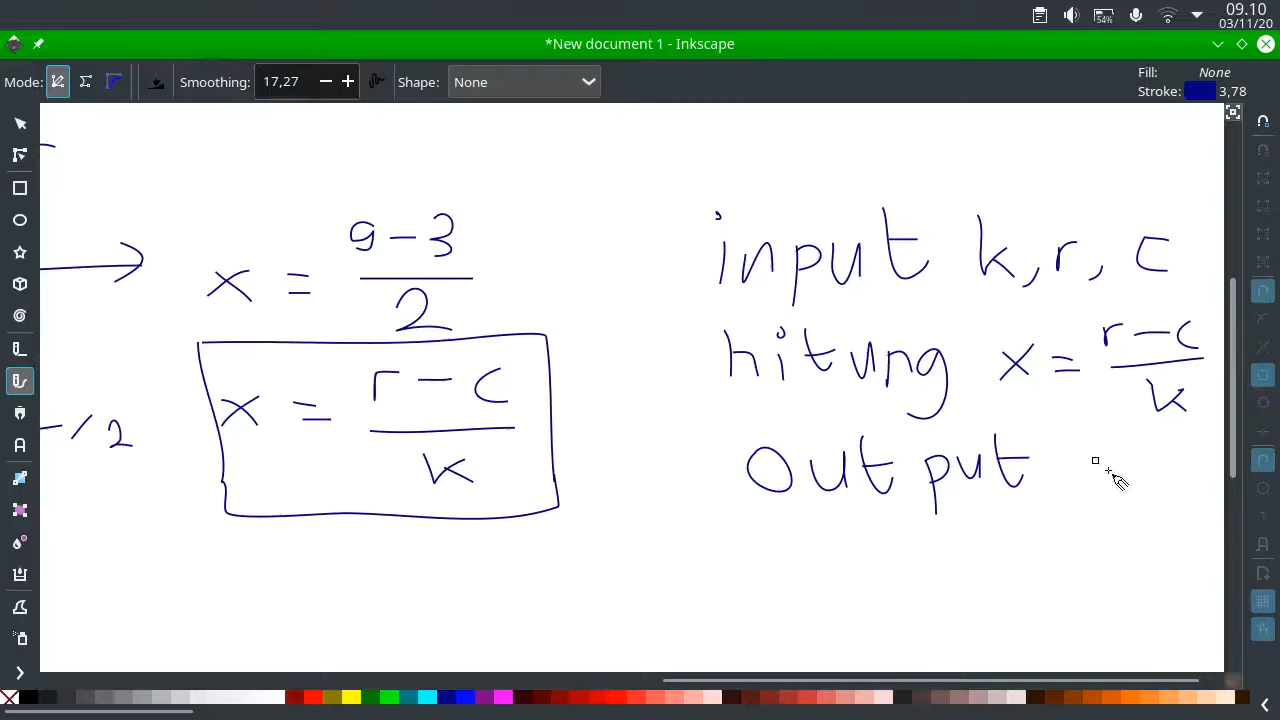 09.10
54%
03/11/20
*New document 1 - Inkscape
Mode: Smoothing: 17,27 Shape: None
Fill: None
Stroke: 3,78
x = 9 - 3 / 2
x = r - c / k
- / 2
input k, r, c
hitung x = r - c / k
output